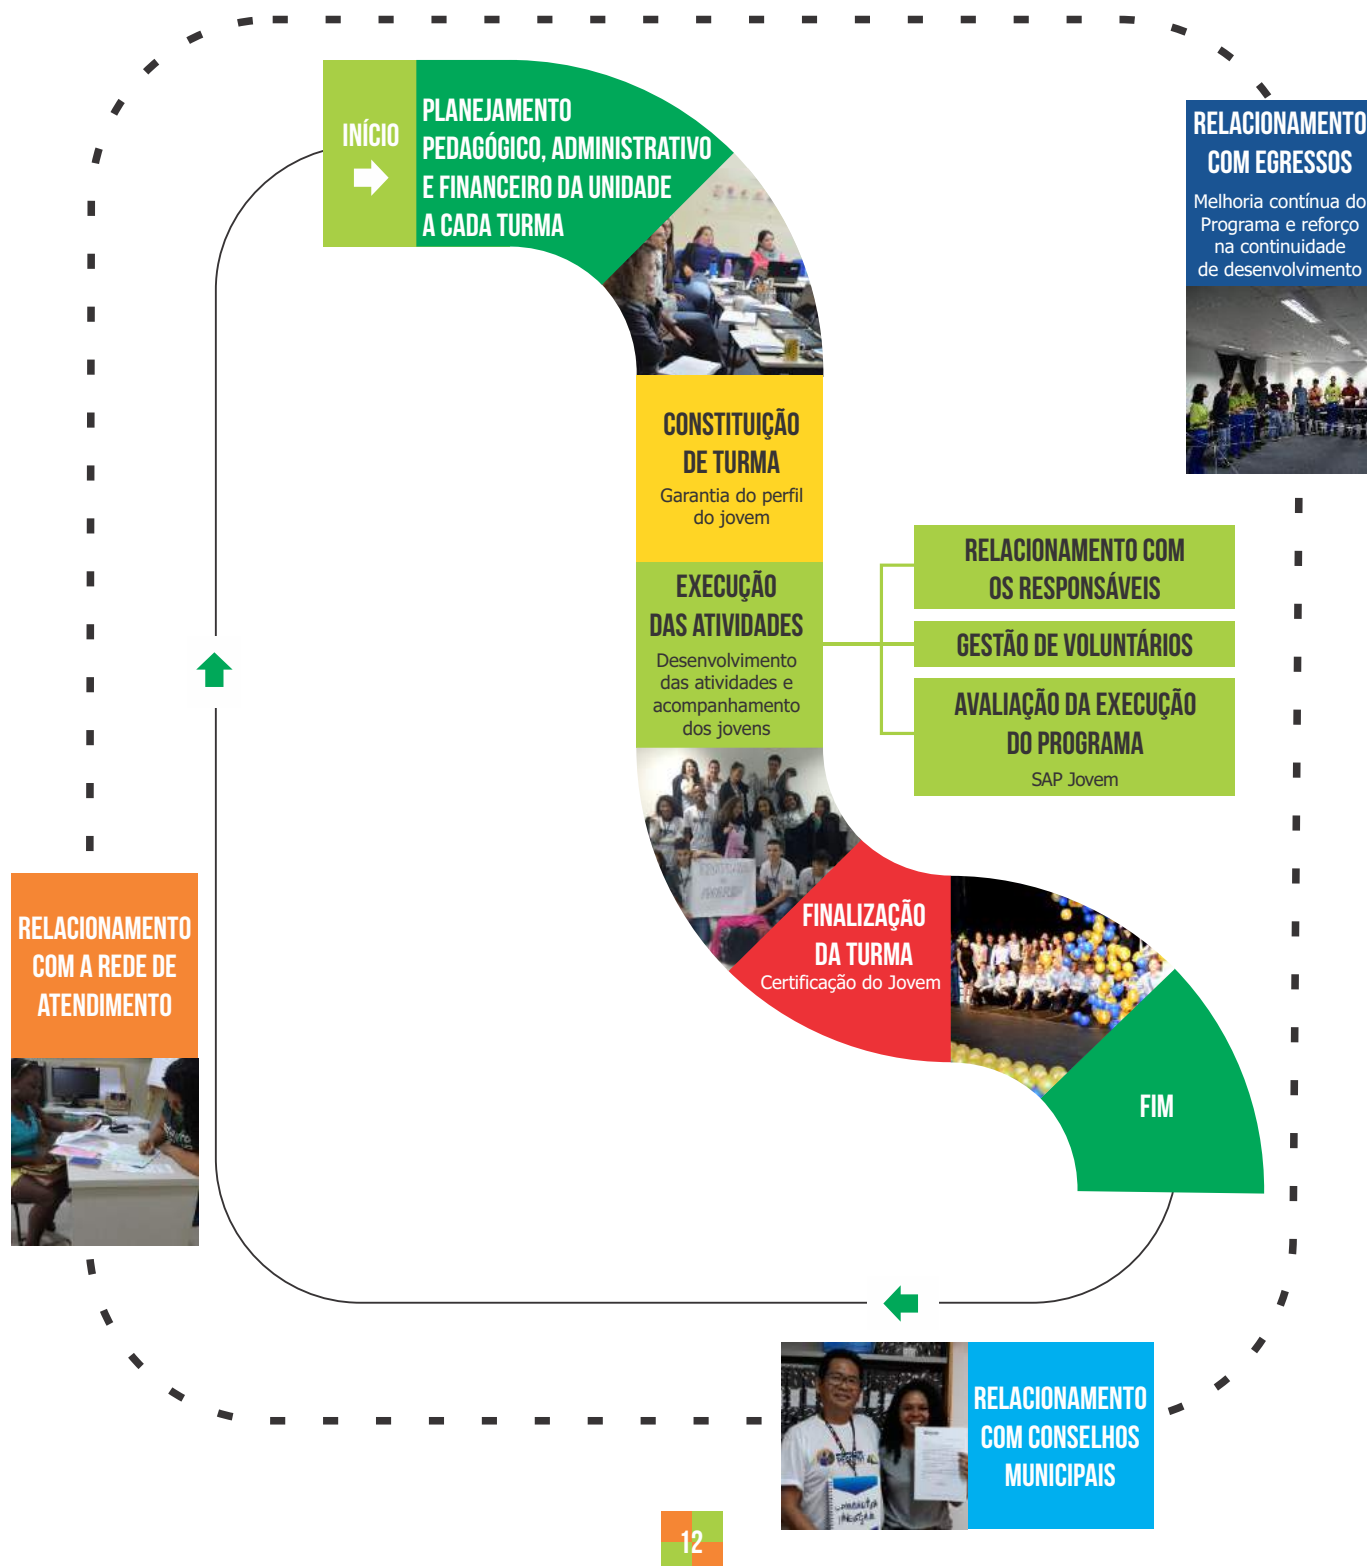 INÍCIO
PLANEJAMENTO
PEDAGÓGICO, ADMINISTRATIVO
E FINANCEIRO DA UNIDADE
A CADA TURMA
RELACIONAMENTO
COM EGRESSOS
Melhoria contínua do
Programa e reforço
na continuidade
de desenvolvimento
CONSTITUIÇÃO
DE TURMA
Garantia do perfil
do jovem
EXECUÇÃO
DAS ATIVIDADES
Desenvolvimento
das atividades e
acompanhamento
dos jovens
RELACIONAMENTO COM
OS RESPONSÁVEIS
GESTÃO DE VOLUNTÁRIOS
AVALIAÇÃO DA EXECUÇÃO
DO PROGRAMA
SAP Jovem
FINALIZAÇÃO
DA TURMA
Certificação do Jovem
RELACIONAMENTO
COM A REDE DE
ATENDIMENTO
FIM
RELACIONAMENTO
COM CONSELHOS
MUNICIPAIS
12